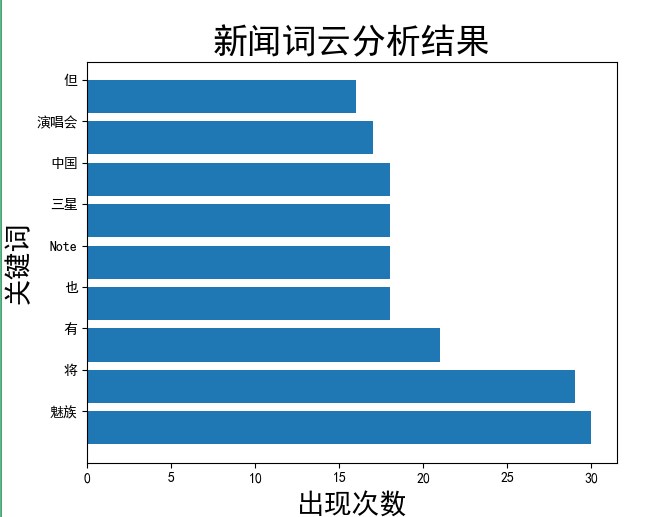 新闻词云分析结果
但
演唱会
中国
三星
Note
也
有
将
魅族
关键词
0 5 10 15 20 25 30
出现次数